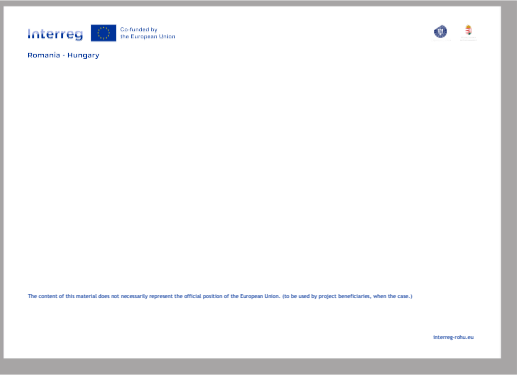 Interreg
Co-funded by
the European Union
Romania - Hungary
The content of this material does not necessarily represent the official position of the European Union. (to be used by project beneficiaries, when the case.)
interreg-rohu.eu